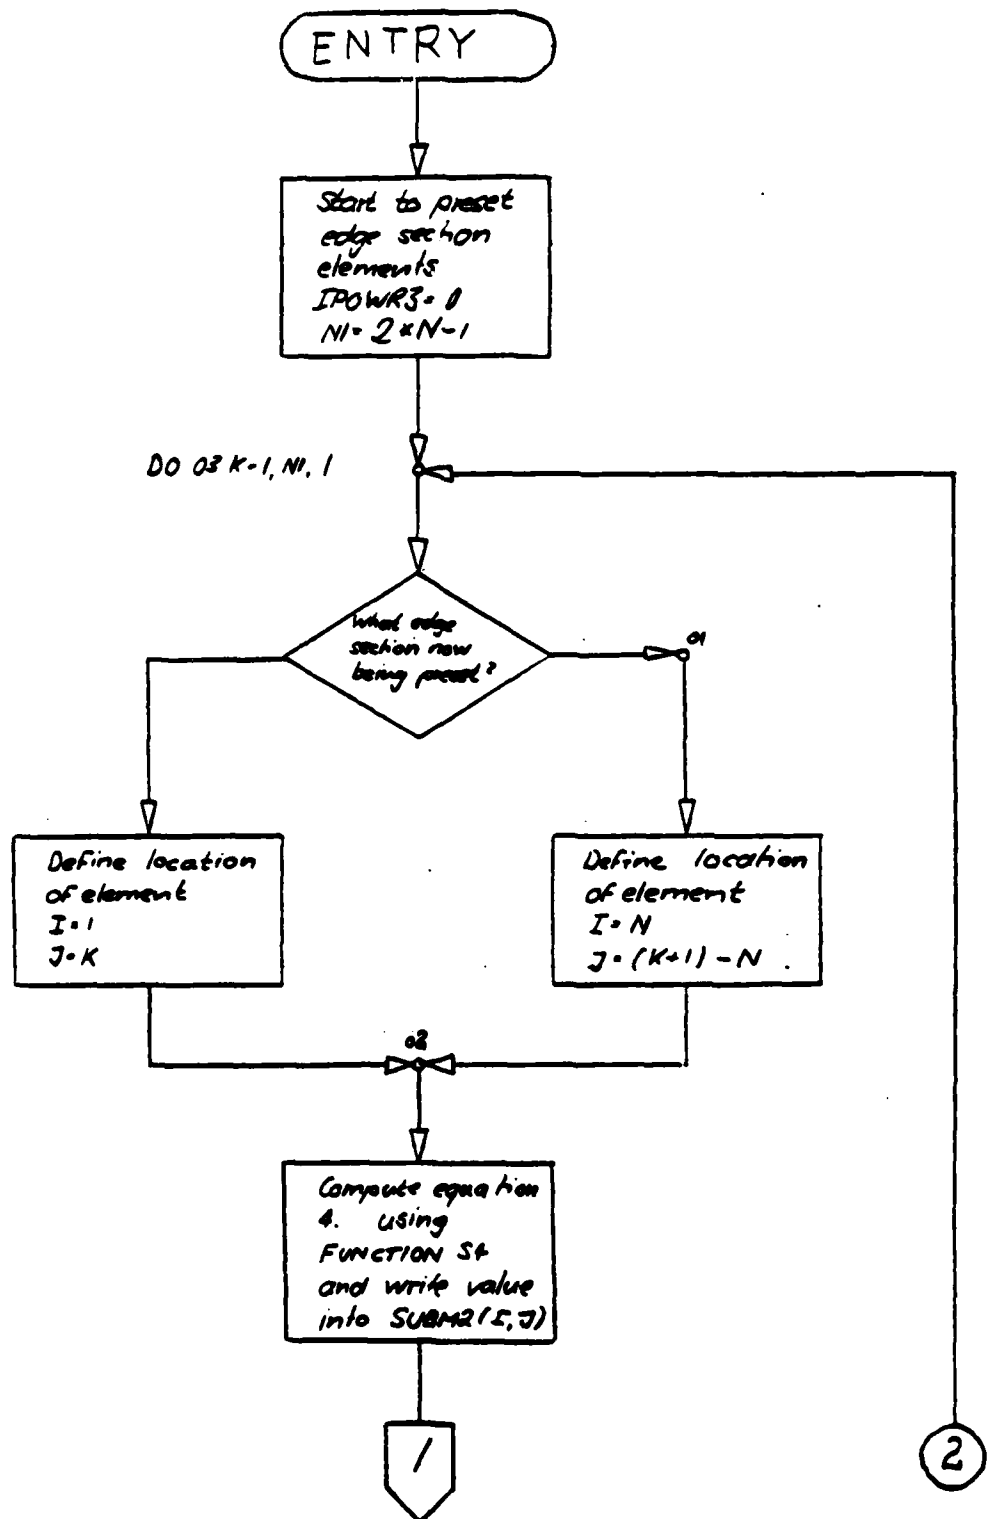 ENTRY
Start to preset
edge section
elements
IPOWR3=0
N1=2*N-1
DO 03 K=1, N1, 1
What edge
section now
being preset?
01
Define location
of element
I=1
J=K
Define location
of element
I=N
J=(K+1)-N
02
Compute equation
4. using
FUNCTION S4
and write value
into SUBM2(I,J)
1
2